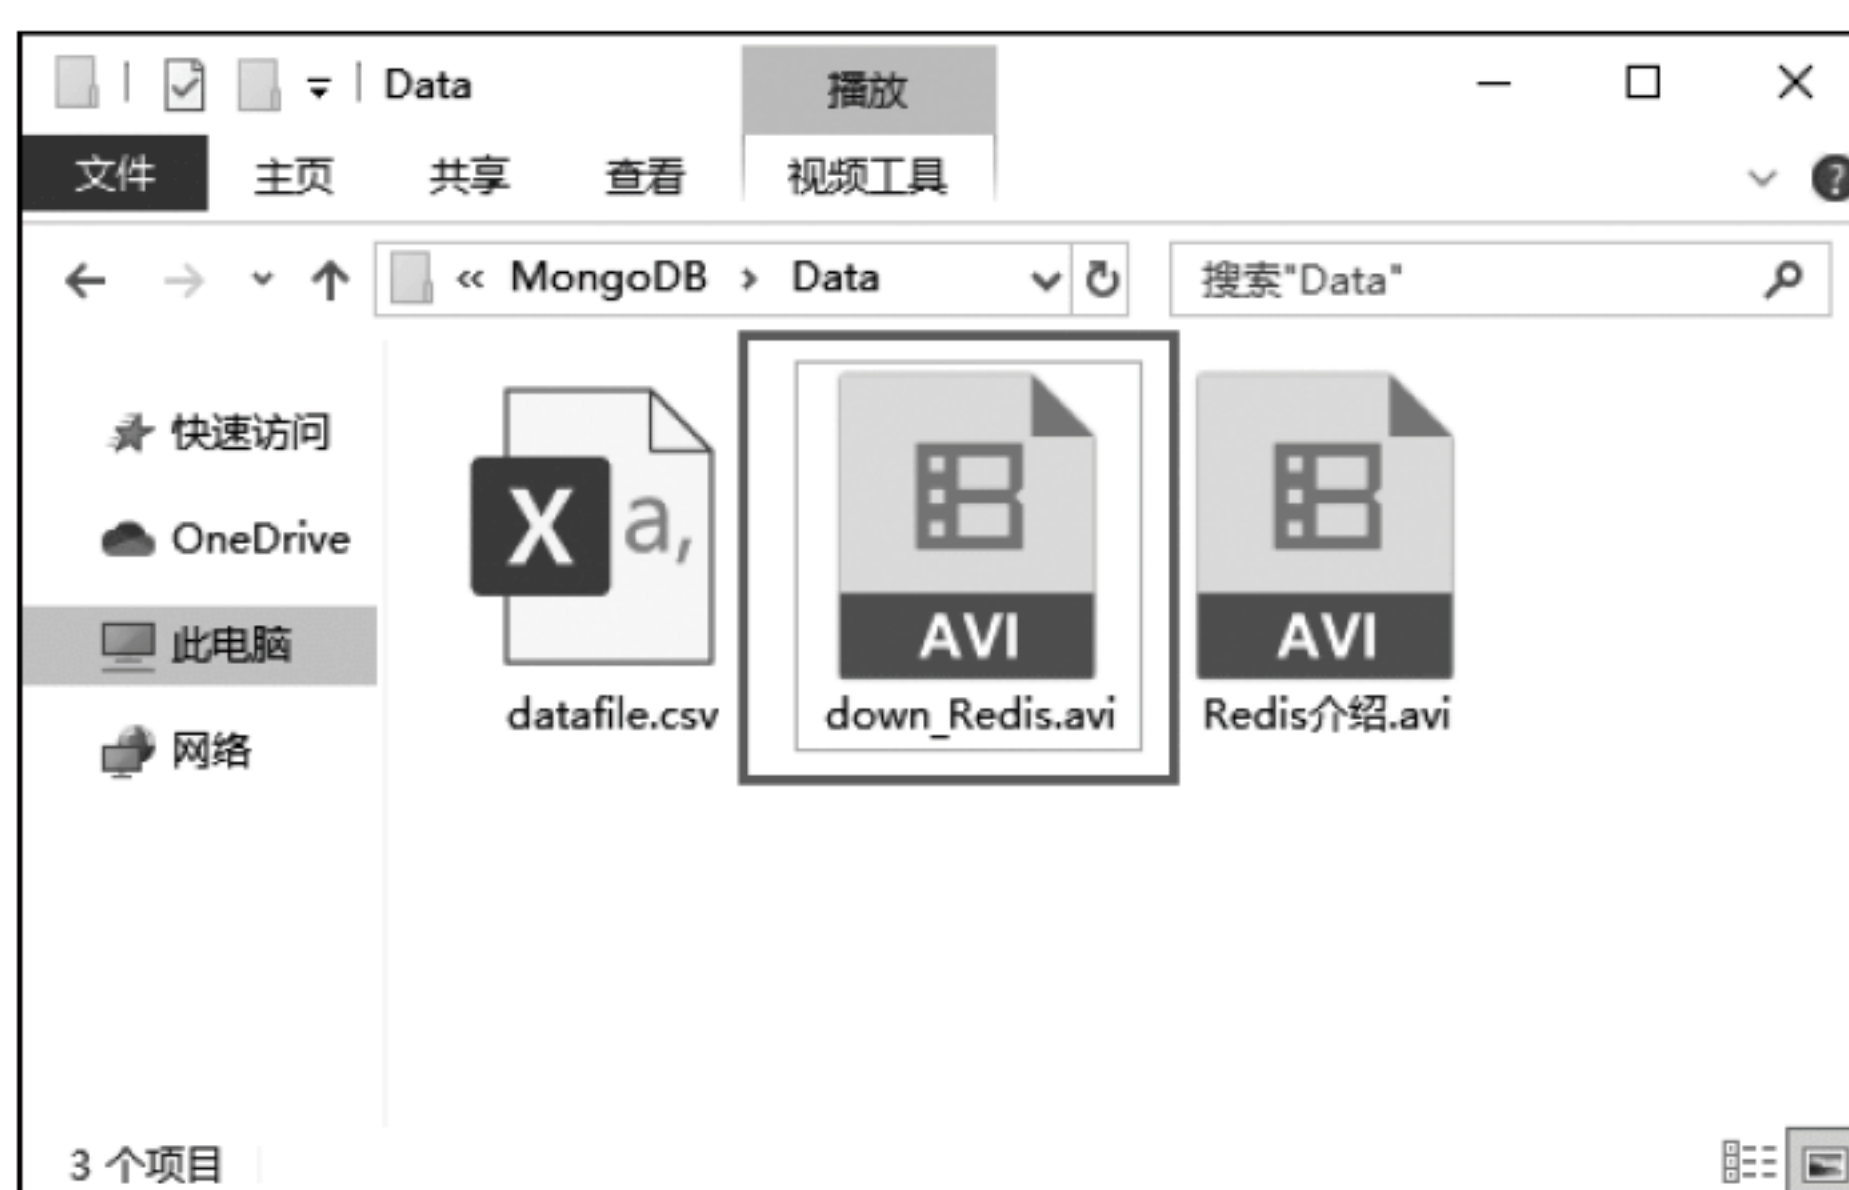 Data
播放
文件 主页 共享 查看 视频工具
?
« MongoDB › Data
搜索"Data"
快速访问
OneDrive
此电脑
网络
X a,
AVI
AVI
datafile.csv
down_Redis.avi
Redis介绍.avi
3 个项目